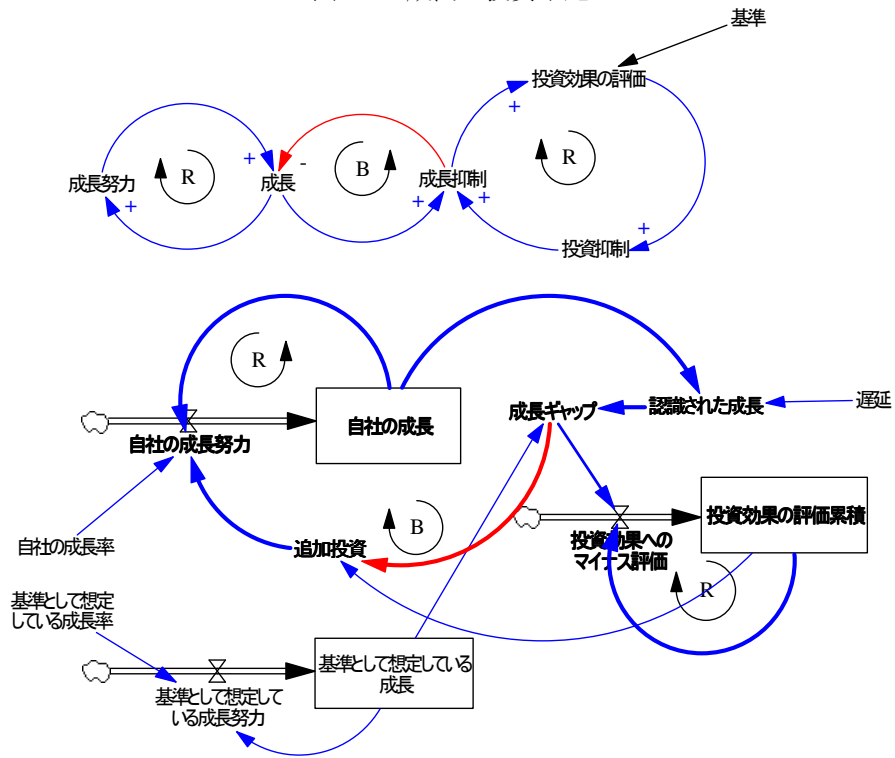 基準
投資効果の評価
+
+
+
-
R
B
R
成長努力
成長
成長抑制
+
+
+
+
投資抑制
R
自社の成長
成長ギャップ
認識された成長
遅延
自社の成長努力
投資効果の評価累積
B
追加投資
投資効果への
マイナス評価
自社の成長率
R
基準として想定
している成長率
基準として想定している
成長
基準として想定して
いる成長努力